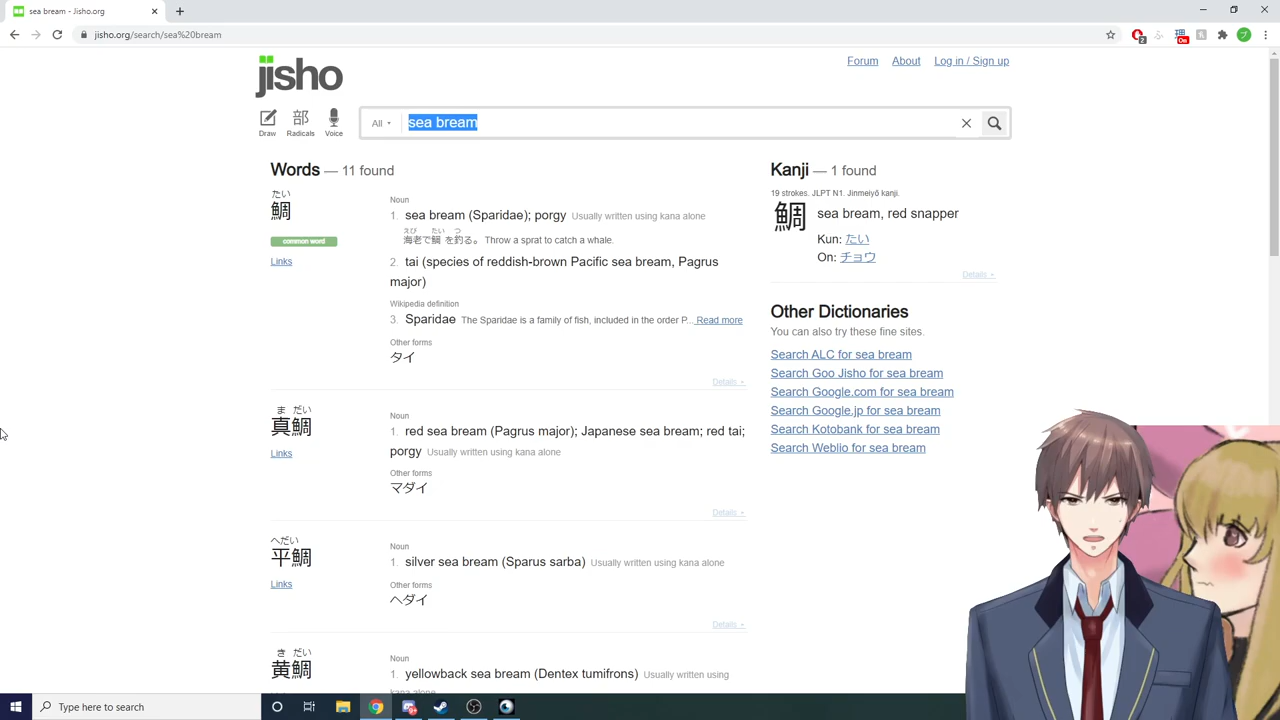 sea bream - Jisho.org
jisho.org/search/sea%20bream
2
On
プ
jisho
Forum
About
Log in / Sign up
Draw
部
Radicals
Voice
All
sea bream
Words — 11 found
たい
鯛
common word
Links
Noun
1. sea bream (Sparidae); porgy Usually written using kana alone
えび たい つ
海老で鯛を釣る。 Throw a sprat to catch a whale.
2. tai (species of reddish-brown Pacific sea bream, Pagrus
major)
Wikipedia definition
3. Sparidae The Sparidae is a family of fish, included in the order P... Read more
Other forms
タイ
Details
ま だい
真鯛
Links
Noun
1. red sea bream (Pagrus major); Japanese sea bream; red tai;
porgy Usually written using kana alone
Other forms
マダイ
Details
へだい
平鯛
Links
Noun
1. silver sea bream (Sparus sarba) Usually written using kana alone
Other forms
ヘダイ
Details
き だい
黄鯛
Noun
1. yellowback sea bream (Dentex tumifrons) Usually written using
kana alone
Kanji — 1 found
19 strokes. JLPT N1. Jinmeiyō kanji.
鯛
sea bream, red snapper
Kun: たい
On: チョウ
Details
Other Dictionaries
You can also try these fine sites.
Search ALC for sea bream
Search Goo Jisho for sea bream
Search Google.com for sea bream
Search Google.jp for sea bream
Search Kotobank for sea bream
Search Weblio for sea bream
Type here to search